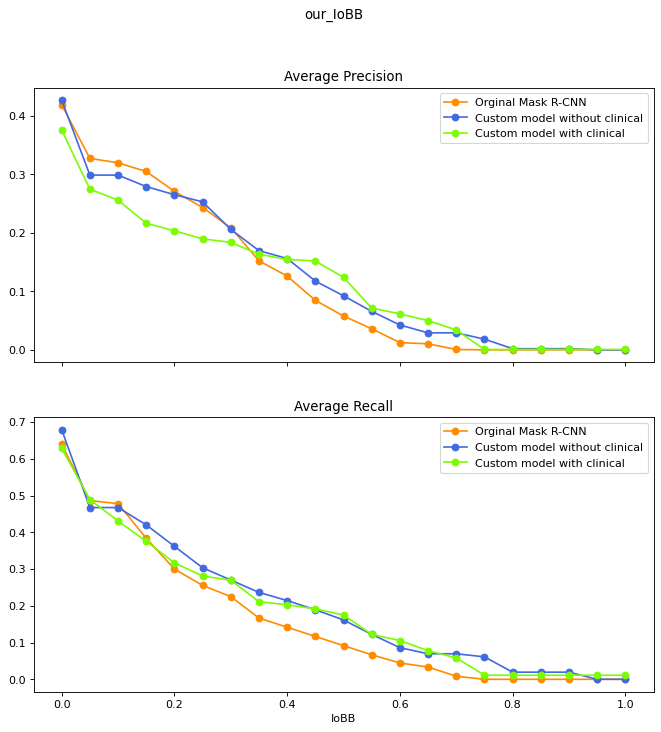 our_IoBB
Average Precision
Orginal Mask R-CNN
Custom model without clinical
Custom model with clinical
0.4
0.3
0.2
0.1
0.0
Average Recall
Orginal Mask R-CNN
Custom model without clinical
Custom model with clinical
0.7
0.6
0.5
0.4
0.3
0.2
0.1
0.0
0.0 0.2 0.4 0.6 0.8 1.0
IoBB